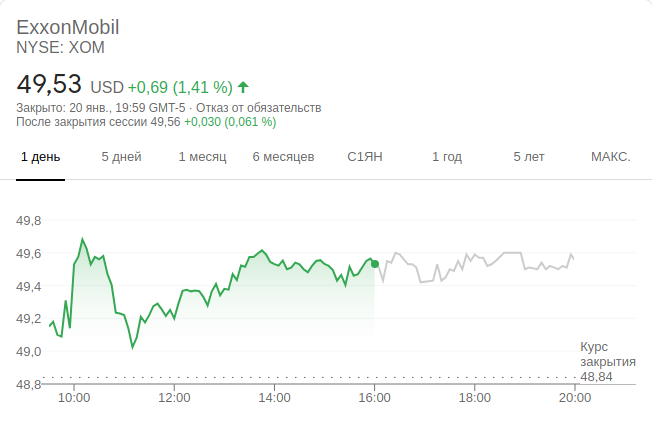 ExxonMobil
NYSE: XOM
49,53 USD +0,69 (1,41 %)
Закрыто: 20 янв., 19:59 GMT-5 · Отказ от обязательств
После закрытия сессии 49,56 +0,030 (0,061 %)
1 день 5 дней 1 месяц 6 месяцев С1ЯН 1 год 5 лет МАКС.
49,8
49,6
49,4
49,2
49,0
Курс
закрытия
48,84
48,8
10:00 12:00 14:00 16:00 18:00 20:00